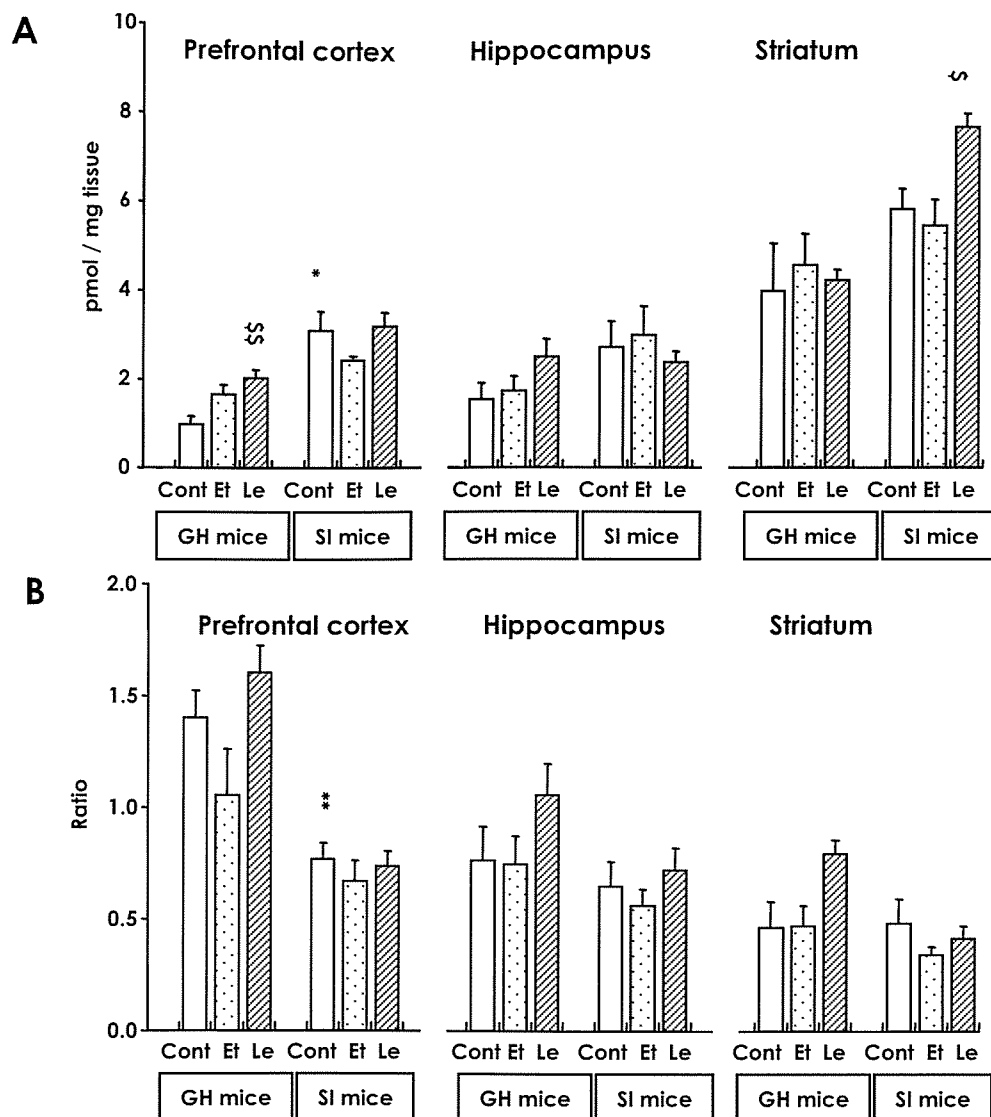 A
10
Prefrontal cortex Hippocampus Striatum
$
8
pmol / mg tissue
6
*
4
$$
2
0
Cont Et Le Cont Et Le Cont Et Le Cont Et Le Cont Et Le Cont Et Le
GH mice SI mice GH mice SI mice GH mice SI mice
B
2.0
Prefrontal cortex Hippocampus Striatum
1.5
Ratio
1.0
**
0.5
0.0
Cont Et Le Cont Et Le Cont Et Le Cont Et Le Cont Et Le Cont Et Le
GH mice SI mice GH mice SI mice GH mice SI mice